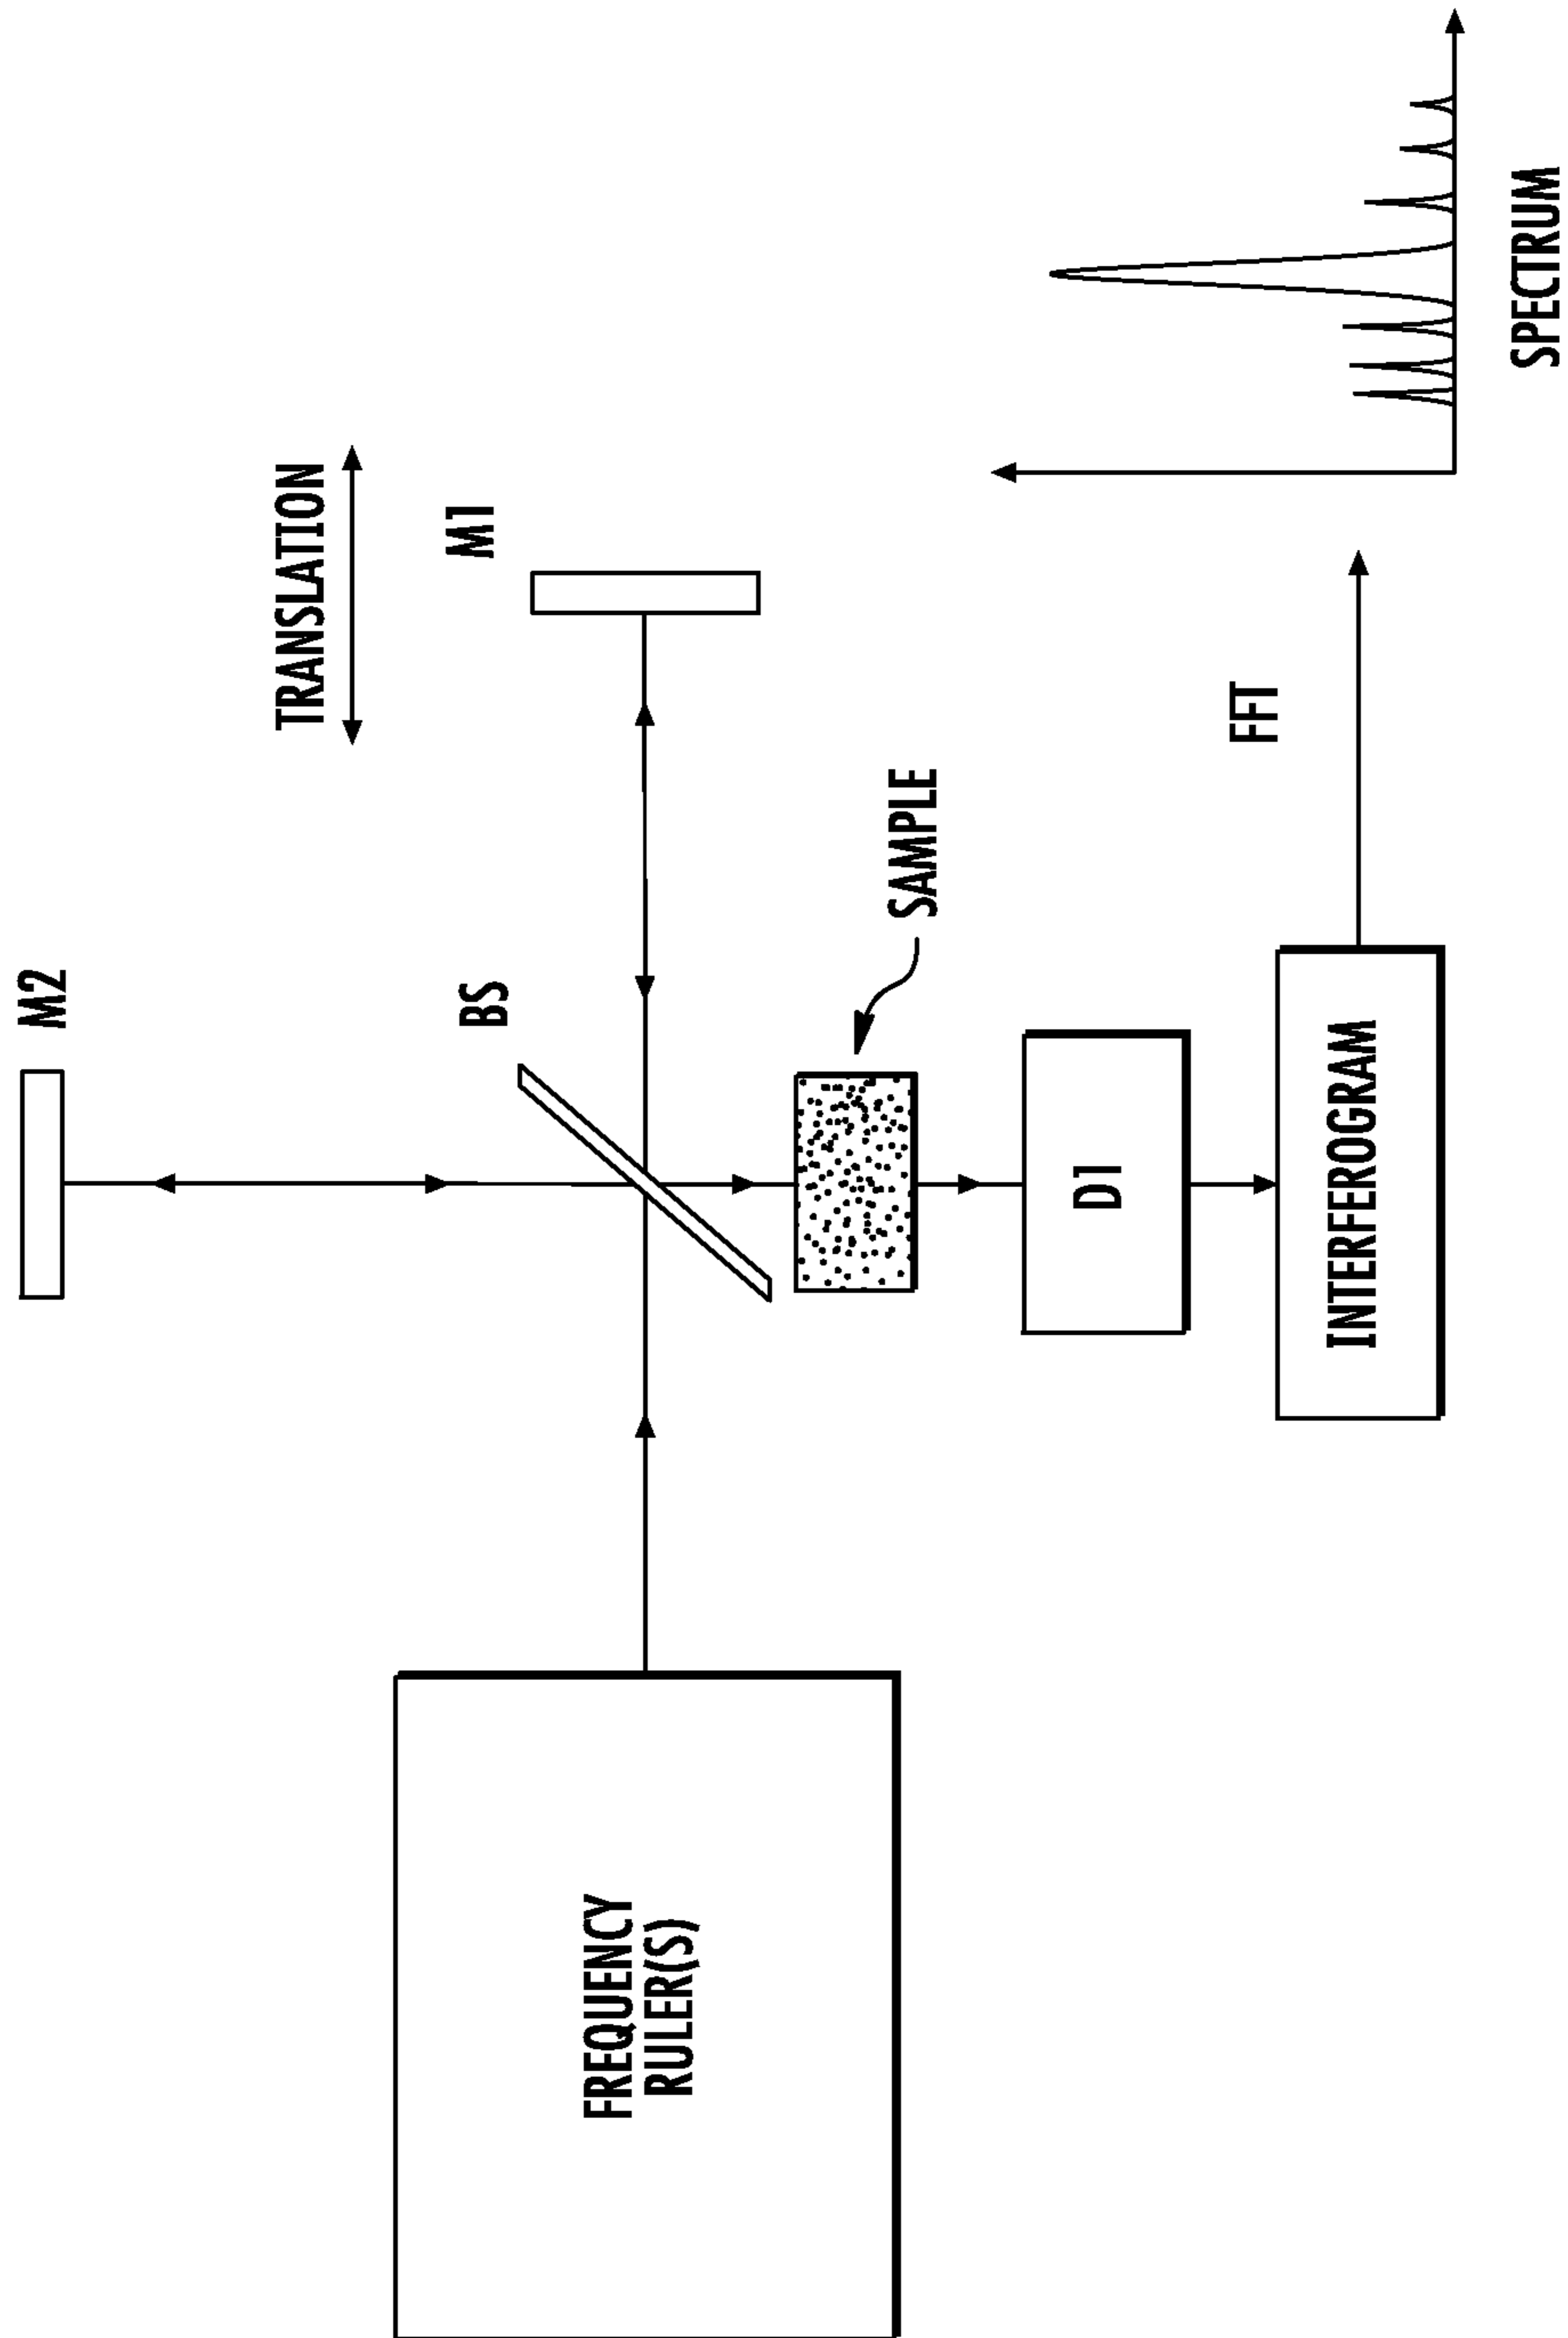 M2
TRANSLATION
BS
M1
FREQUENCY
RULER(S)
SAMPLE
D1
FFT
INTERFEROGRAM
SPECTRUM